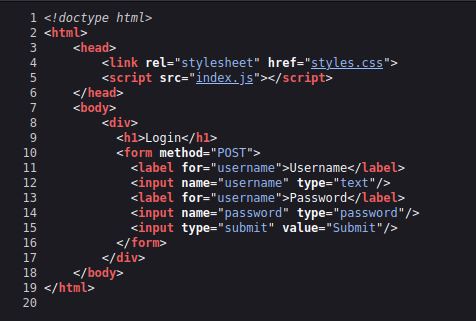 1 <!doctype html>
2 <html>
3     <head>
4         <link rel="stylesheet" href="styles.css">
5         <script src="index.js"></script>
6     </head>
7     <body>
8         <div>
9           <h1>Login</h1>
10           <form method="POST">
11             <label for="username">Username</label>
12             <input name="username" type="text"/>
13             <label for="username">Password</label>
14             <input name="password" type="password"/>
15             <input type="submit" value="Submit"/>
16           </form>
17         </div>
18     </body>
19 </html>
20